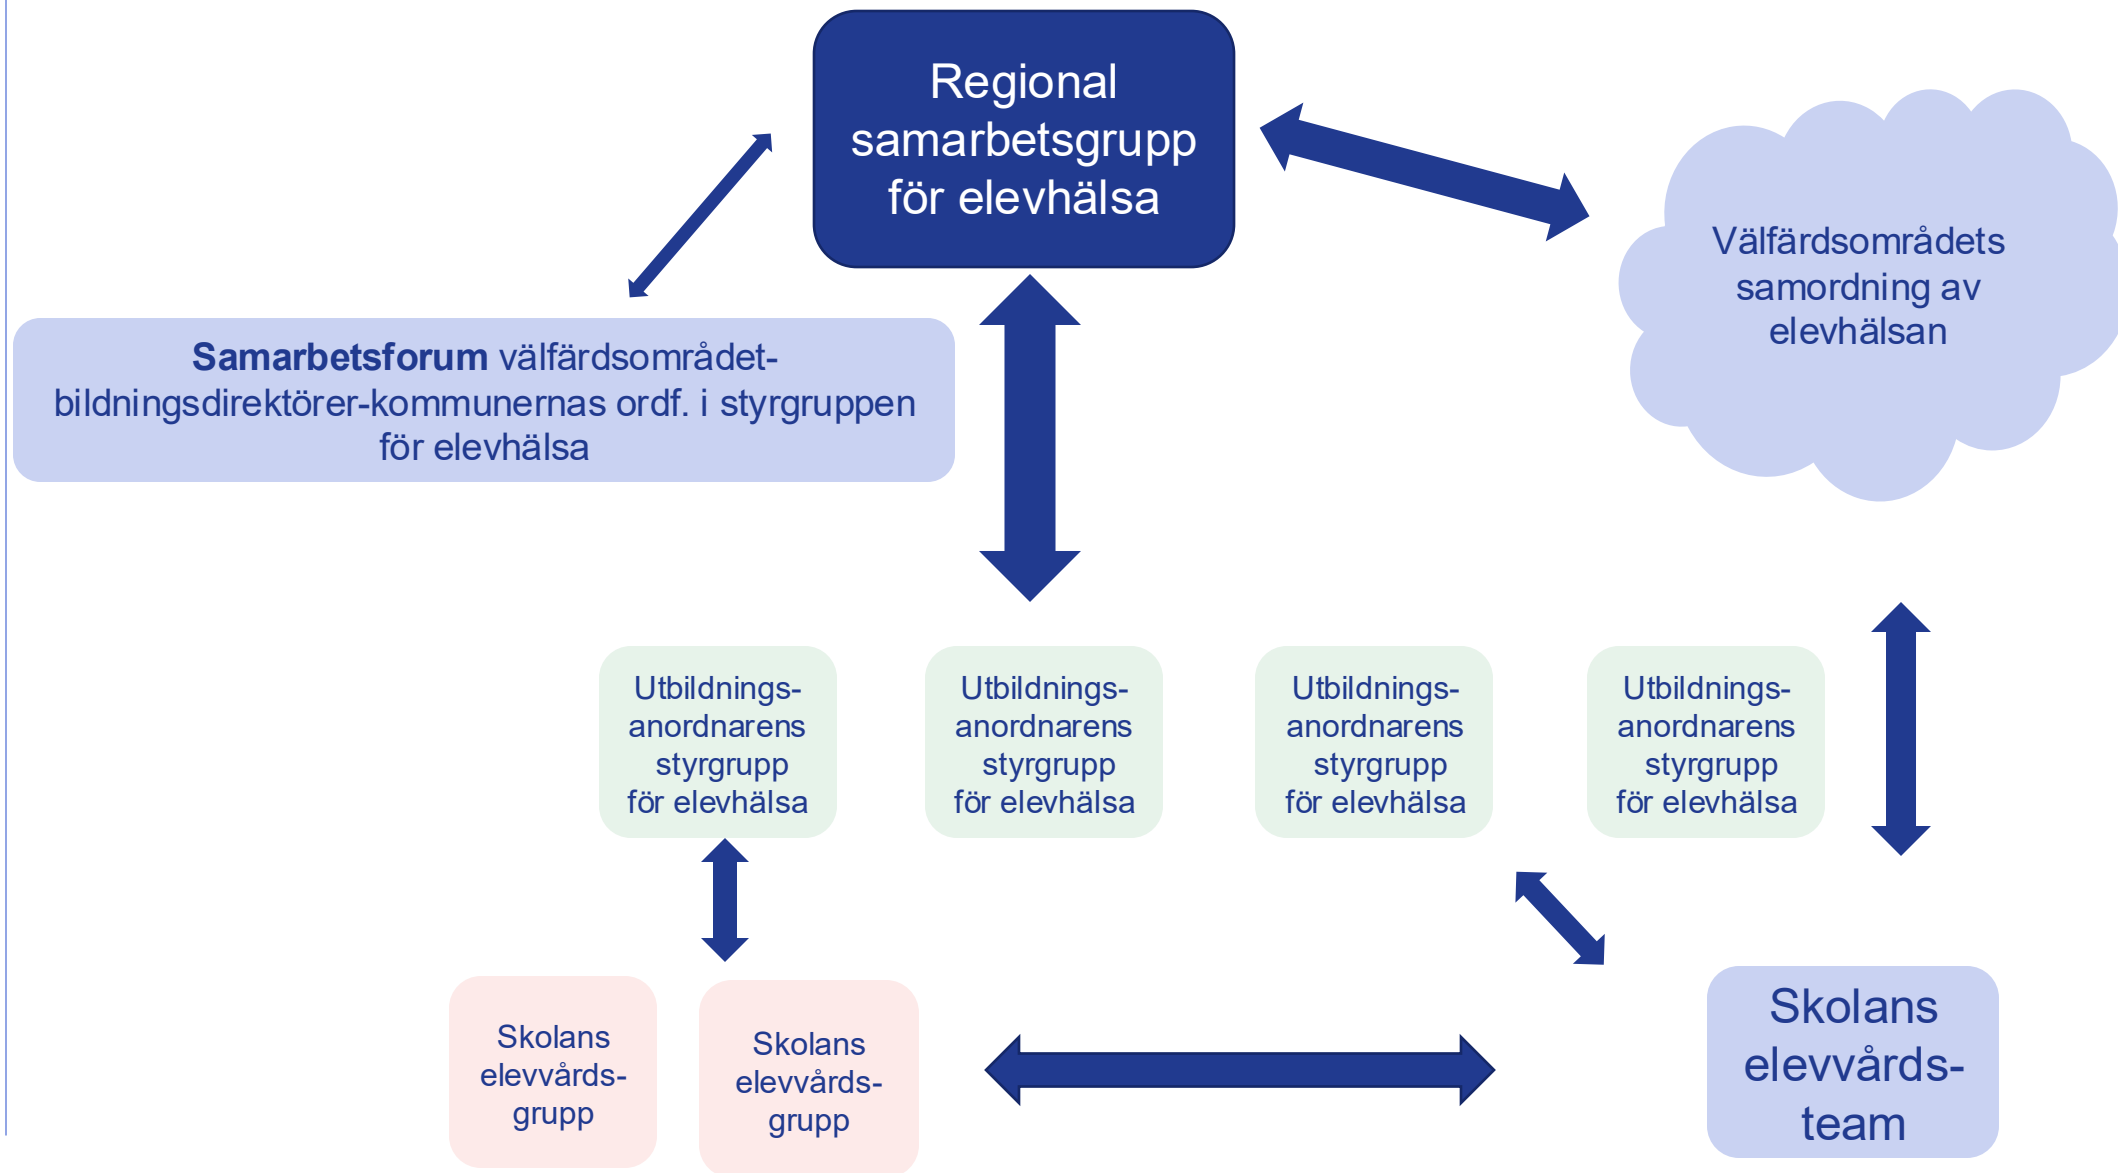 Regional
samarbetsgrupp
för elevhälsa
Välfärdsområdets
samordning av
elevhälsan
Samarbetsforum välfärdsområdet-
bildningsdirektörer-kommunernas ordf. i styrgruppen
för elevhälsa
Utbildnings-
anordnarens
styrgrupp
för elevhälsa
Utbildnings-
anordnarens
styrgrupp
för elevhälsa
Utbildnings-
anordnarens
styrgrupp
för elevhälsa
Utbildnings-
anordnarens
styrgrupp
för elevhälsa
Skolans
elevvårds-
grupp
Skolans
elevvårds-
grupp
Skolans
elevvårds-
team